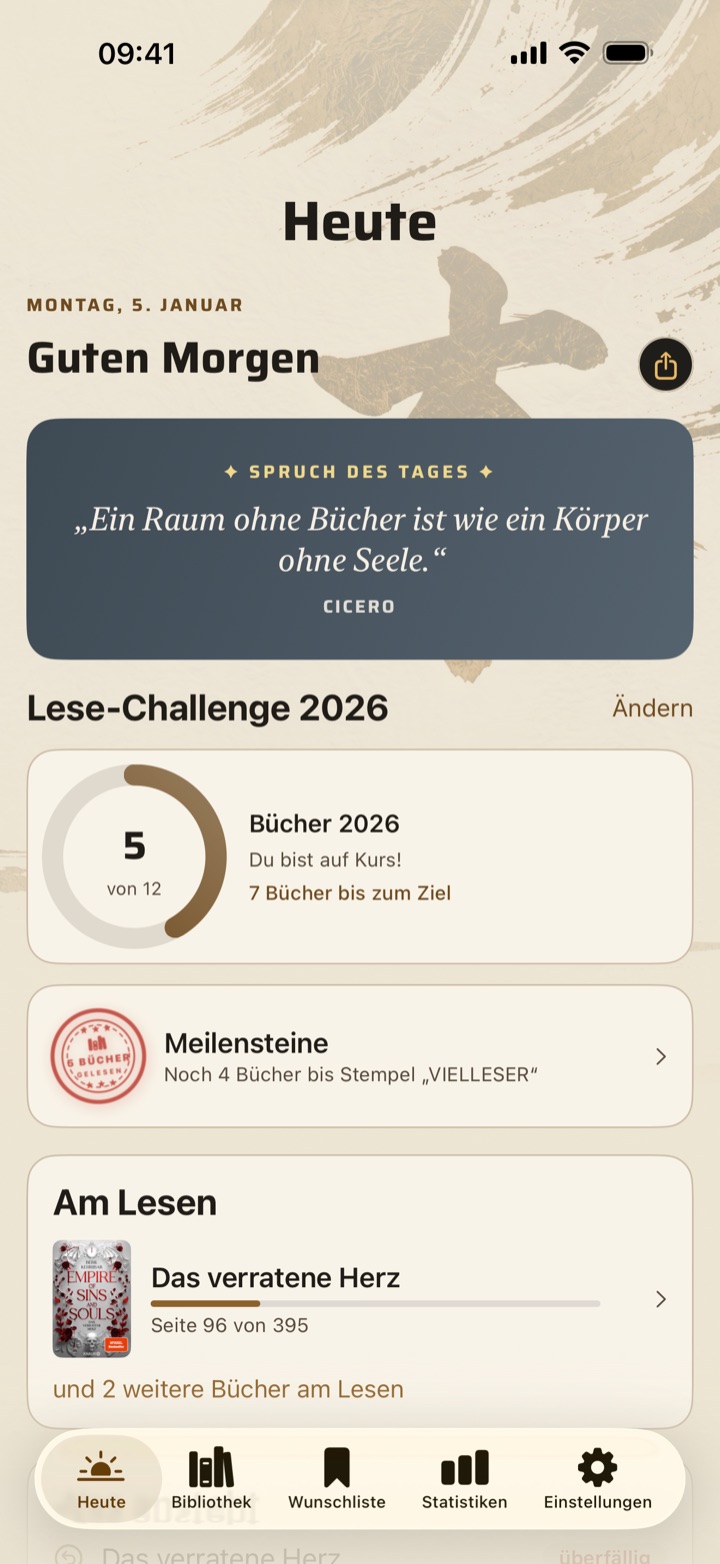 09:41
Heute
MONTAG, 5. JANUAR
Guten Morgen
✦ SPRUCH DES TAGES ✦
„Ein Raum ohne Bücher ist wie ein Körper
ohne Seele.“
CICERO
Lese-Challenge 2026
Ändern
5
von 12
Bücher 2026
Du bist auf Kurs!
7 Bücher bis zum Ziel
5 BÜCHER
GELESEN
Meilensteine
Noch 4 Bücher bis Stempel „VIELLESER“
Am Lesen
EMPIRE
OF
SINS
AND
SOULS
Das verratene Herz
Seite 96 von 395
und 2 weitere Bücher am Lesen
Heute
Bibliothek
Wunschliste
Statistiken
Einstellungen
Das verratene Herz
überfällig